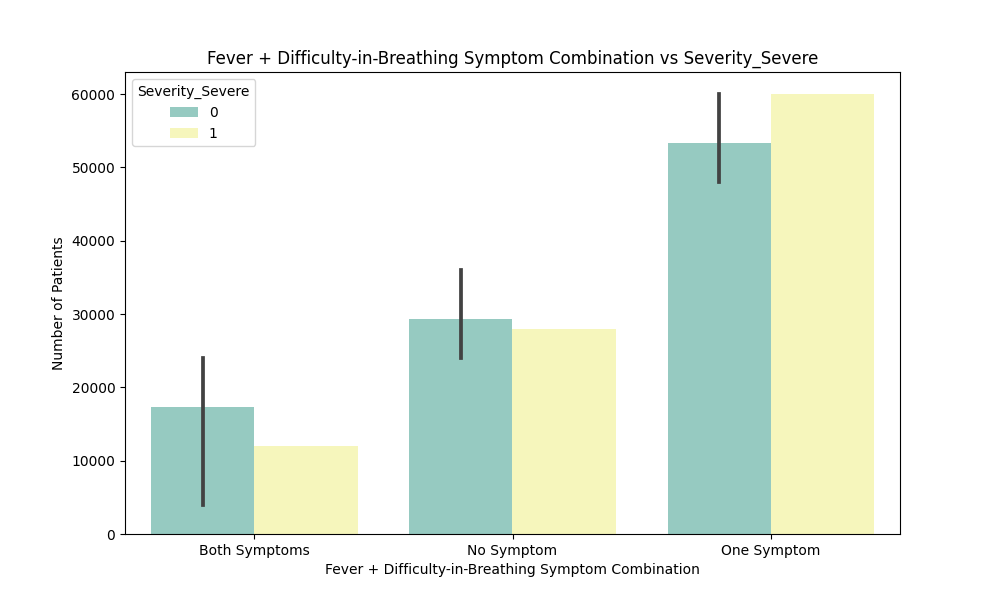 Fever + Difficulty-in-Breathing Symptom Combination vs Severity_Severe
Severity_Severe
0
1
60000
50000
40000
30000
20000
10000
0
Number of Patients
Both Symptoms
No Symptom
One Symptom
Fever + Difficulty-in-Breathing Symptom Combination